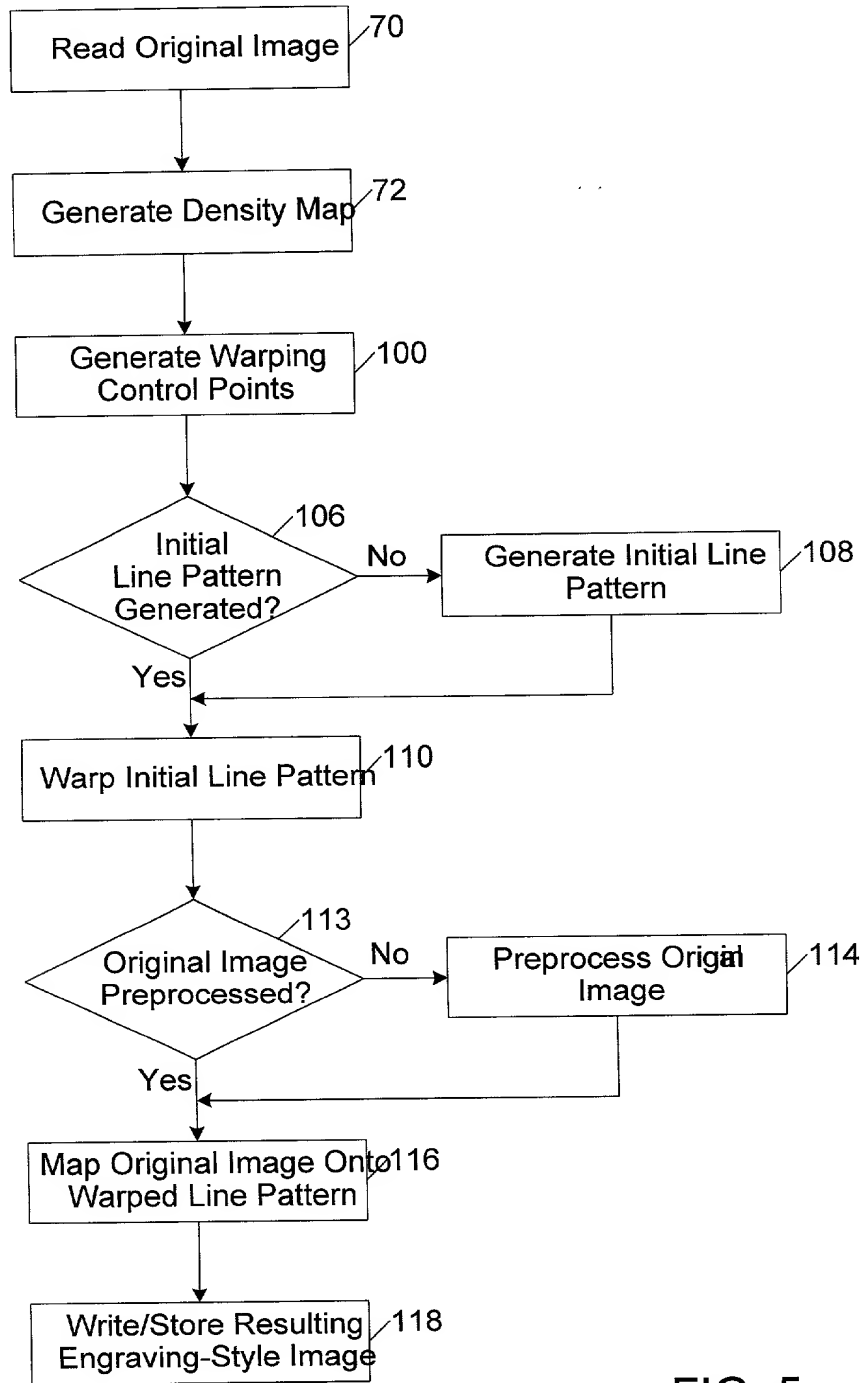 Read Original Image
70
Generate Density Map
72
Generate Warping
Control Points
100
Initial
Line Pattern
Generated?
106
No
Generate Initial Line
Pattern
108
Yes
Warp Initial Line Pattern
110
Original Image
Preprocessed?
113
No
Preprocess Original
Image
114
Yes
Map Original Image Onto
Warped Line Pattern
116
Write/Store Resulting
Engraving-Style Image
118
FIG. 5